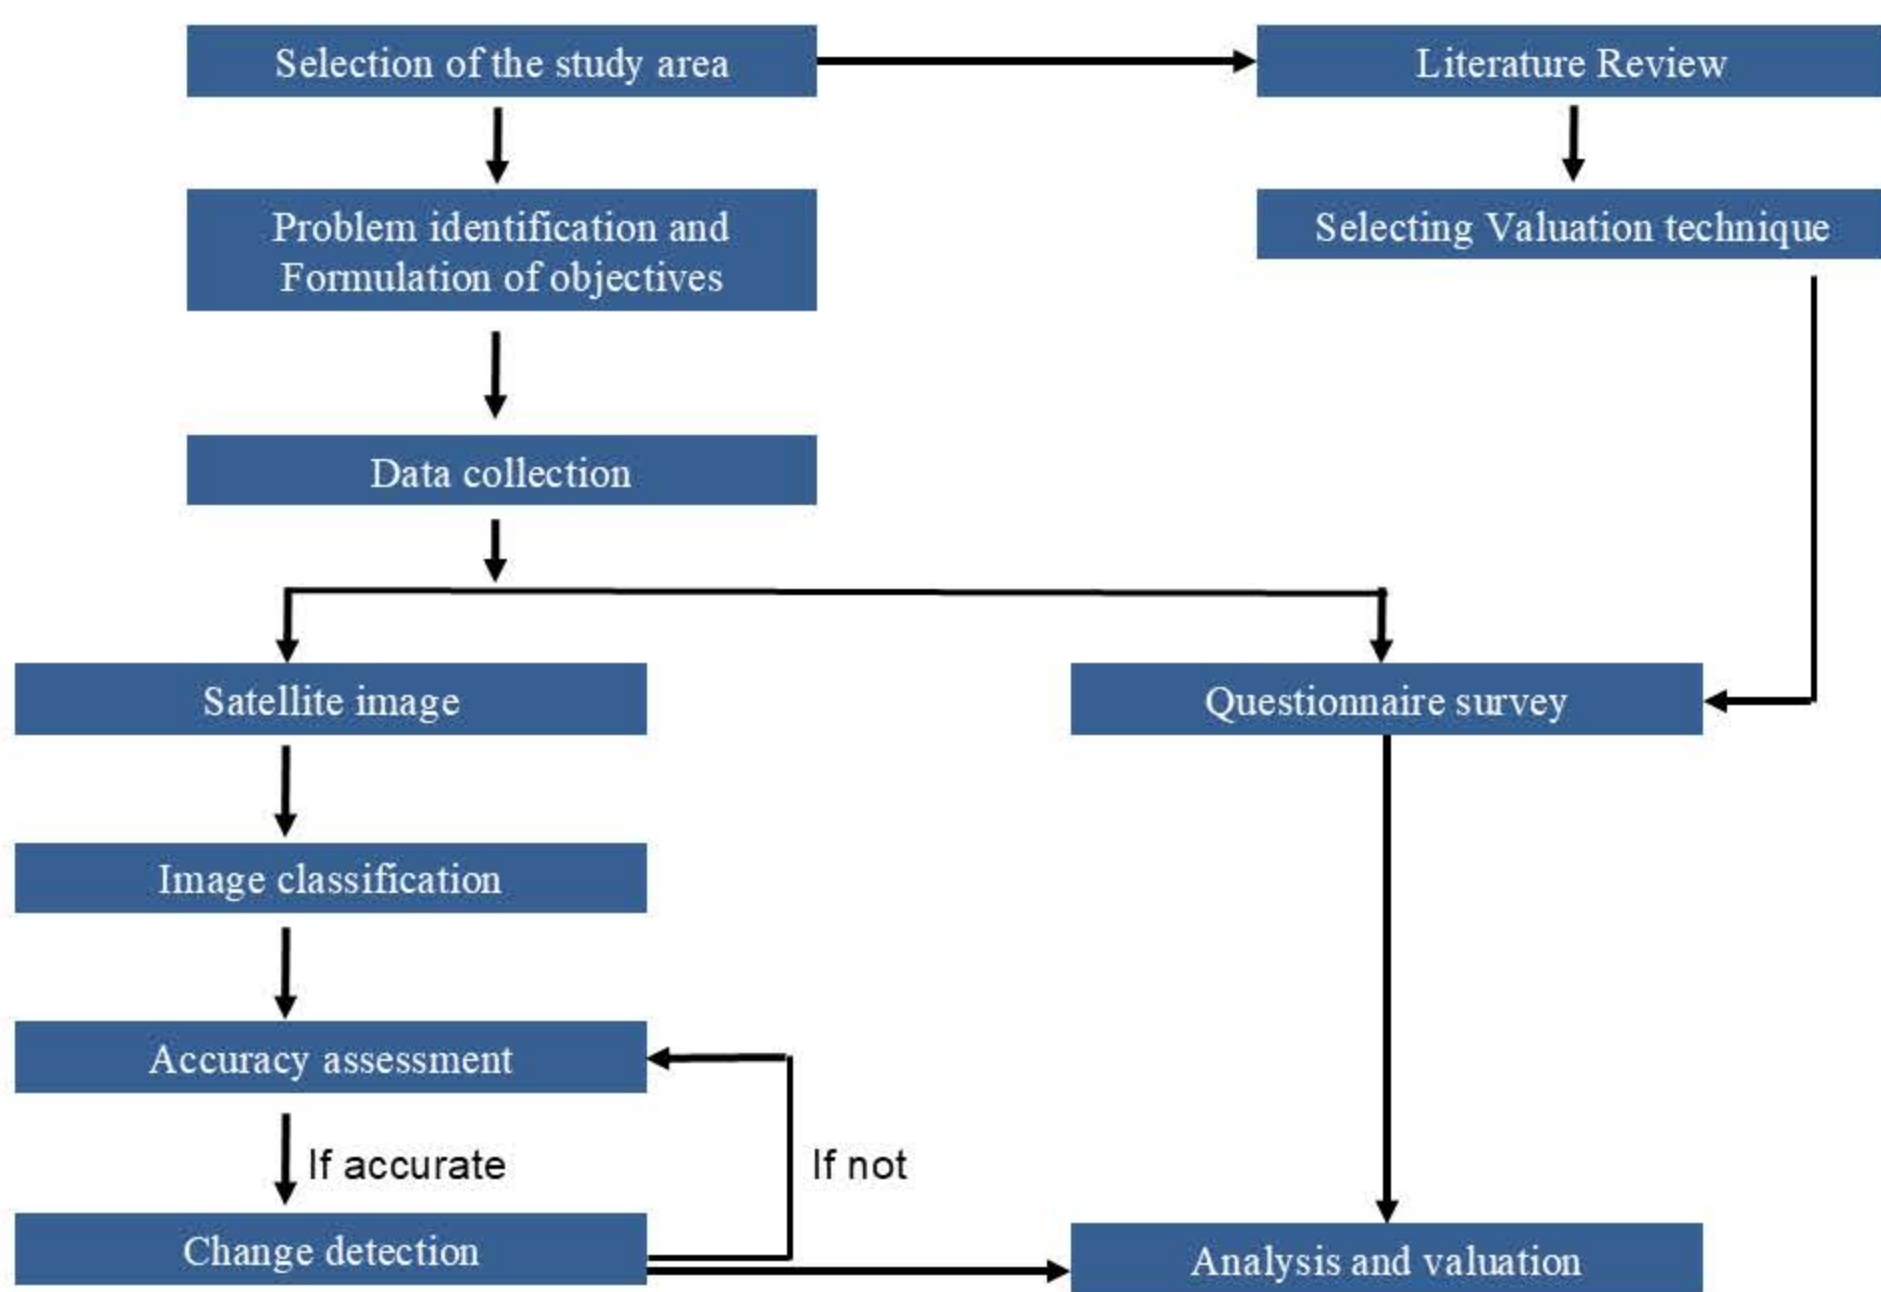 Selection of the study area
Literature Review
Problem identification and
Formulation of objectives
Selecting Valuation technique
Data collection
Satellite image
Questionnaire survey
Image classification
Accuracy assessment
If accurate
If not
Change detection
Analysis and valuation